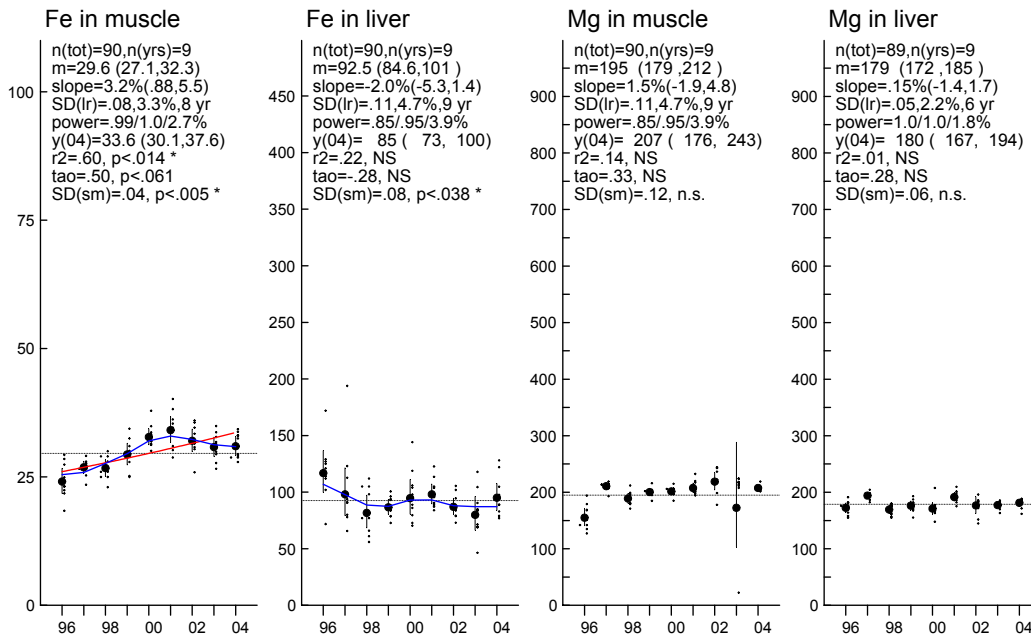 Fe in muscle
n(tot)=90,n(yrs)=9
m=29.6 (27.1,32.3)
slope=3.2%(.88,5.5)
SD(lr)=.08,3.3%,8 yr
power=.99/1.0/2.7%
y(04)=33.6 (30.1,37.6)
r2=.60, p<.014 *
tao=.50, p<.061
SD(sm)=.04, p<.005 *
100
75
50
25
0
96 98 00 02 04
Fe in liver
n(tot)=90,n(yrs)=9
m=92.5 (84.6,101 )
slope=-2.0%(-5.3,1.4)
SD(lr)=.11,4.7%,9 yr
power=.85/.95/3.9%
y(04)= 85 ( 73, 100)
r2=.22, NS
tao=-.28, NS
SD(sm)=.08, p<.038 *
450
400
350
300
250
200
150
100
50
0
96 98 00 02 04
Mg in muscle
n(tot)=90,n(yrs)=9
m=195 (179 ,212 )
slope=1.5%(-1.9,4.8)
SD(lr)=.11,4.7%,9 yr
power=.85/.95/3.9%
y(04)= 207 ( 176, 243)
r2=.14, NS
tao=.33, NS
SD(sm)=.12, n.s.
900
800
700
600
500
400
300
200
100
0
96 98 00 02 04
Mg in liver
n(tot)=89,n(yrs)=9
m=179 (172 ,185 )
slope=.15%(-1.4,1.7)
SD(lr)=.05,2.2%,6 yr
power=1.0/1.0/1.8%
y(04)= 180 ( 167, 194)
r2=.01, NS
tao=.28, NS
SD(sm)=.06, n.s.
900
800
700
600
500
400
300
200
100
0
96 98 00 02 04